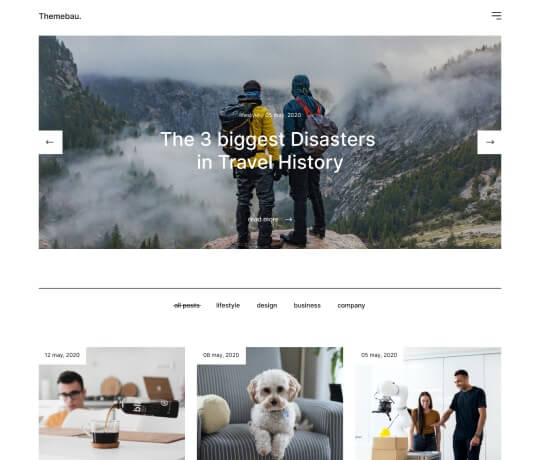 Themebau.
lifestyle / 05 may, 2020
The 3 biggest Disasters
in Travel History
read more
all posts lifestyle design business company
12 may, 2020 08 may, 2020 05 may, 2020